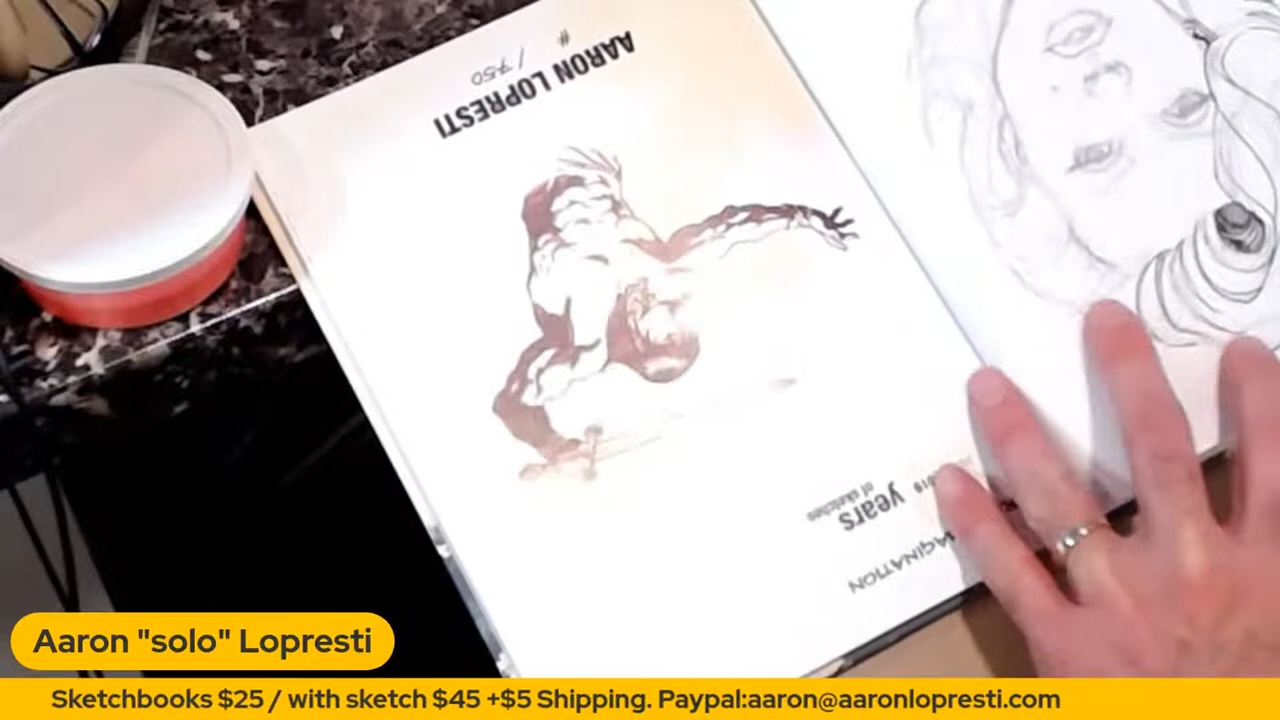 AARON LOPRESTI
# /750
years
of sketches
Aaron "solo" Lopresti
Sketchbooks $25 / with sketch $45 +$5 Shipping. Paypal:aaron@aaronlopresti.com